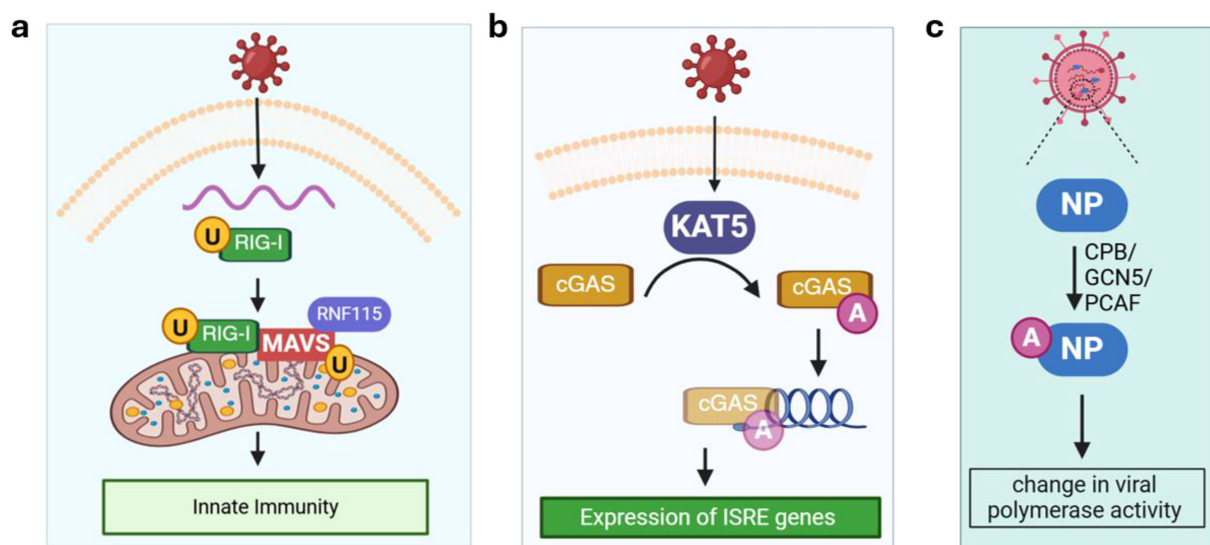 a
U
RIG-I
U
RIG-I
MAVS
RNF115
U
Innate Immunity
b
KAT5
cGAS
cGAS
A
cGAS
A
Expression of ISRE genes
c
NP
CPB/
GCN5/
PCAF
A
NP
change in viral
polymerase activity